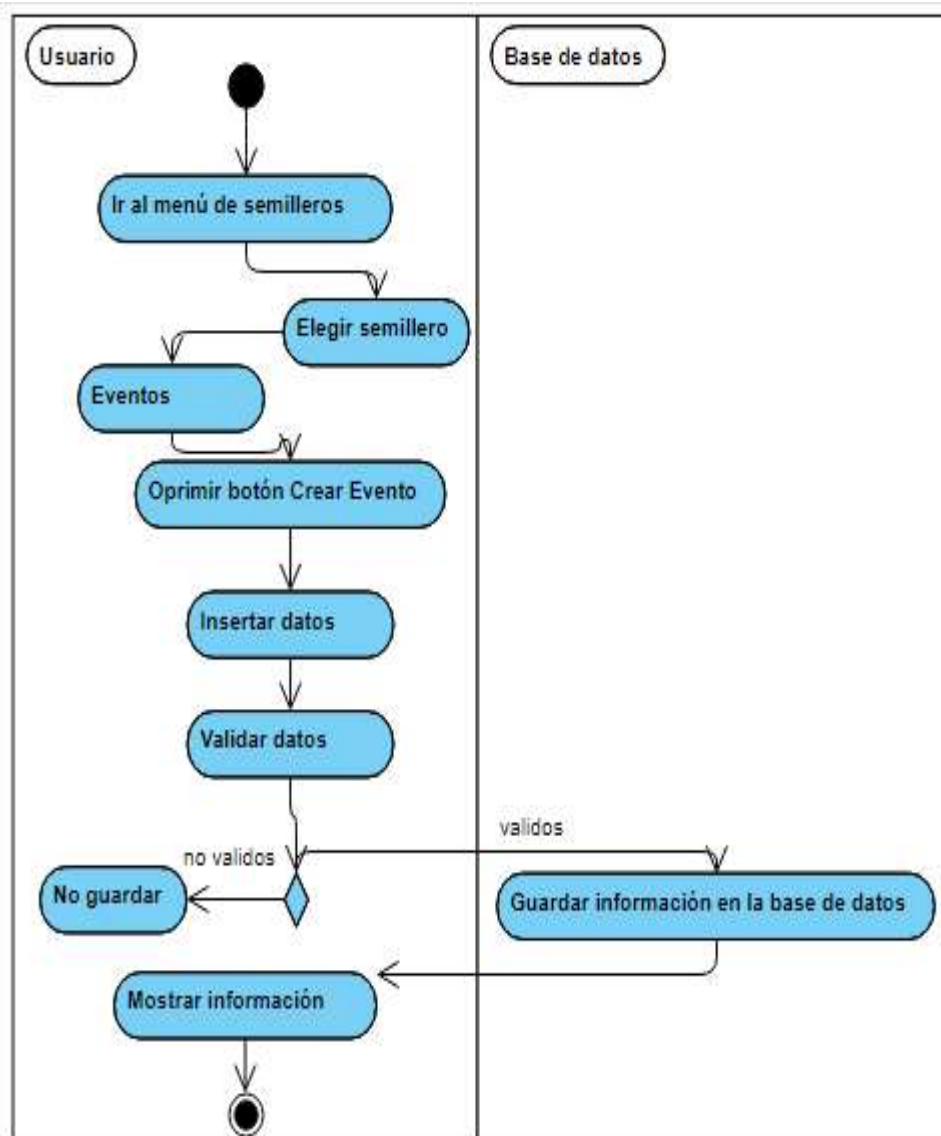 Usuario
Base de datos
Ir al menú de semilleros
Elegir semillero
Eventos
Oprimir botón Crear Evento
Insertar datos
Validar datos
validos
no validos
No guardar
Guardar información en la base de datos
Mostrar información